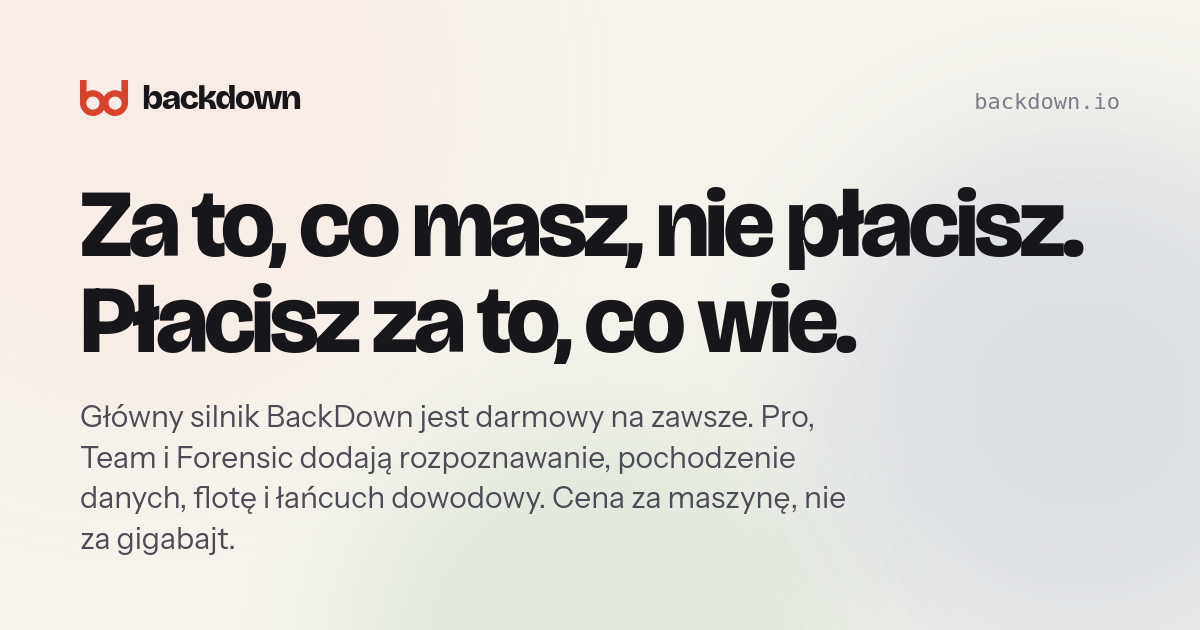 backdown
backdown.io
Za to, co masz, nie płacisz.
Płacisz za to, co wie.
Główny silnik BackDown jest darmowy na zawsze. Pro,
Team i Forensic dodają rozpoznawanie, pochodzenie
danych, flotę i łańcuch dowodowy. Cena za maszynę, nie
za gigabajt.